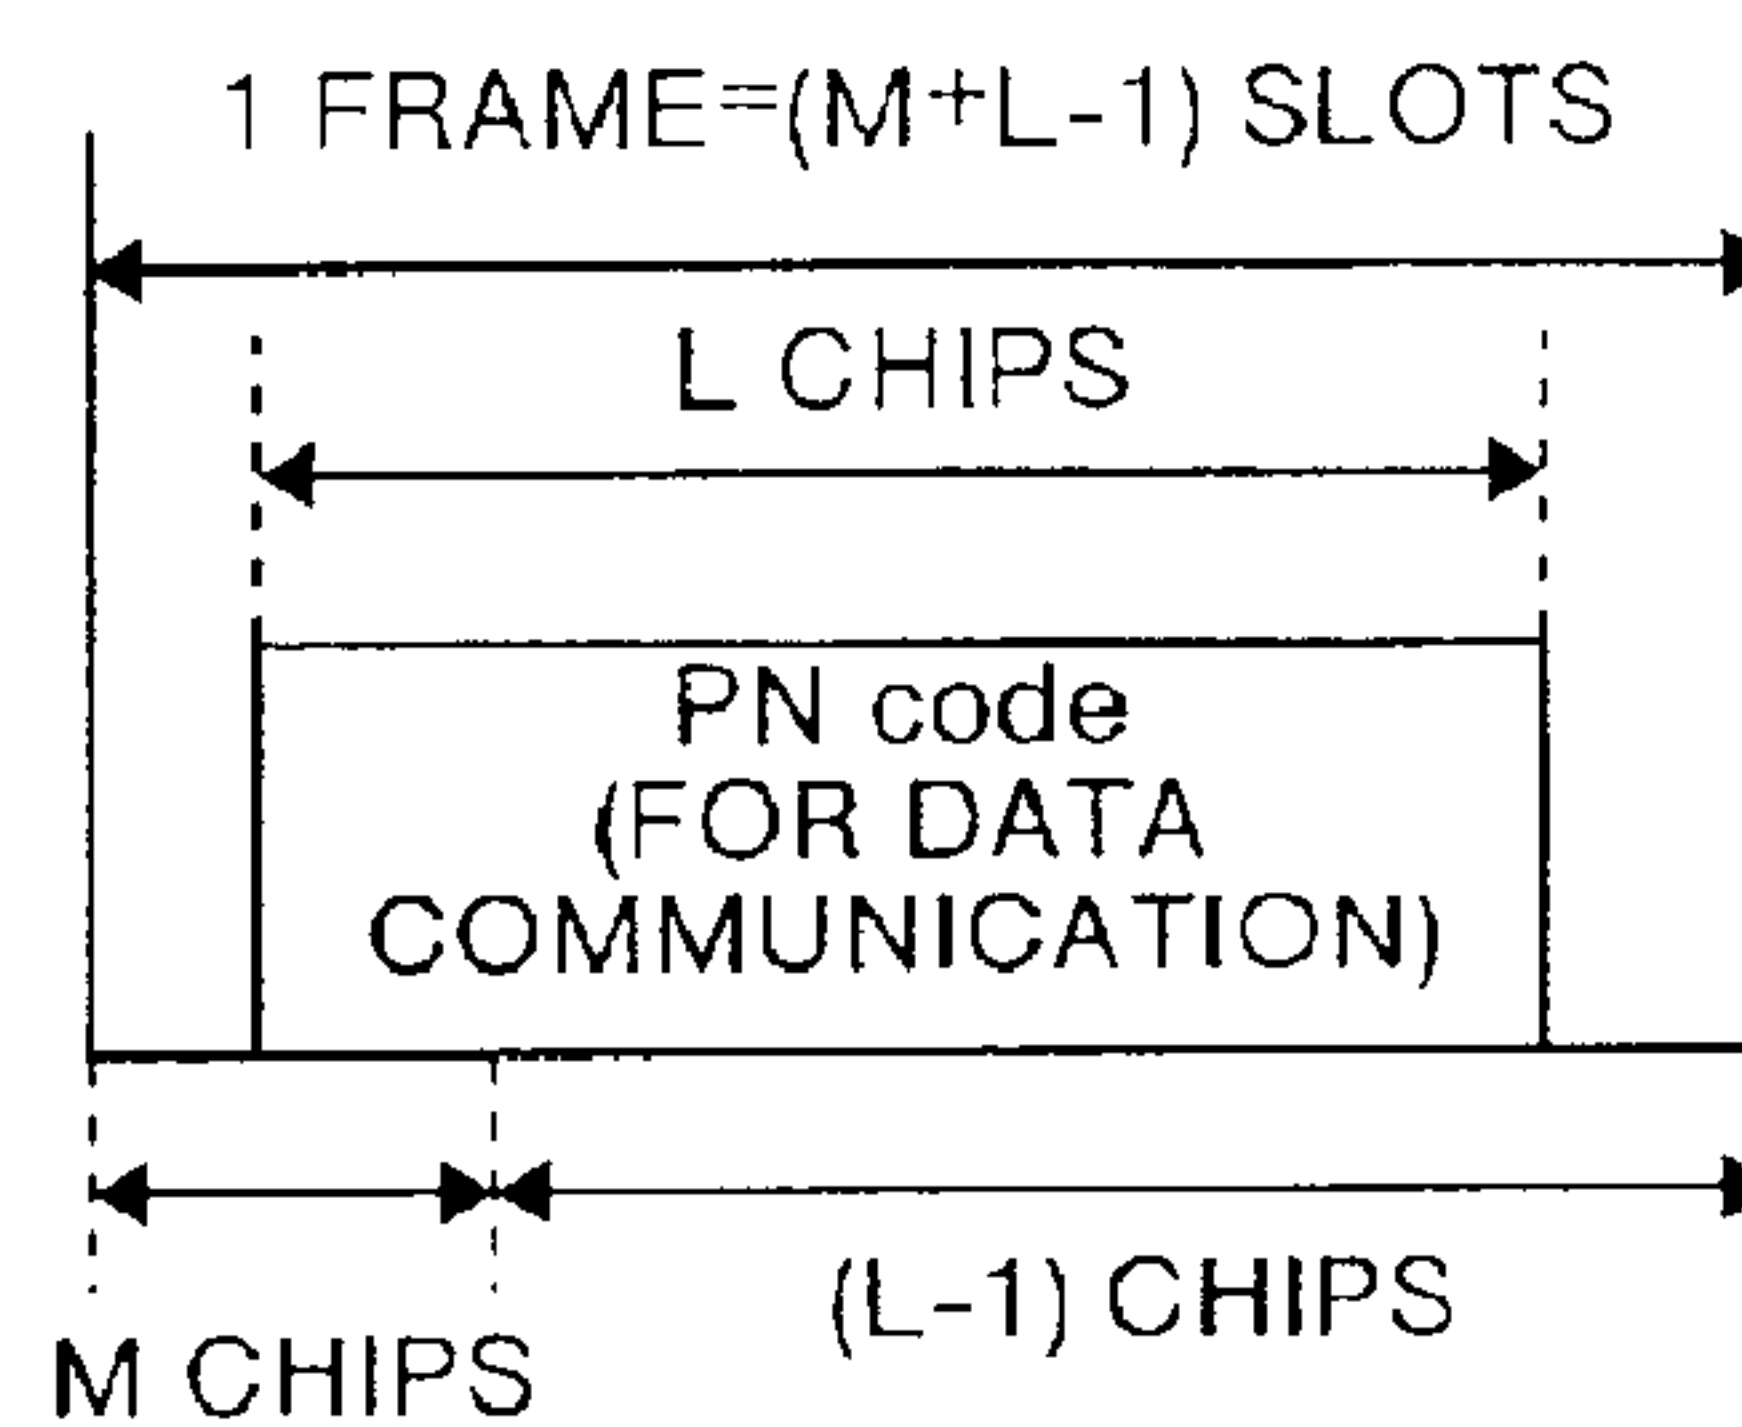 1 FRAME=(M+L-1) SLOTS
L CHIPS
PN code
(FOR DATA
COMMUNICATION)
(L-1) CHIPS
M CHIPS